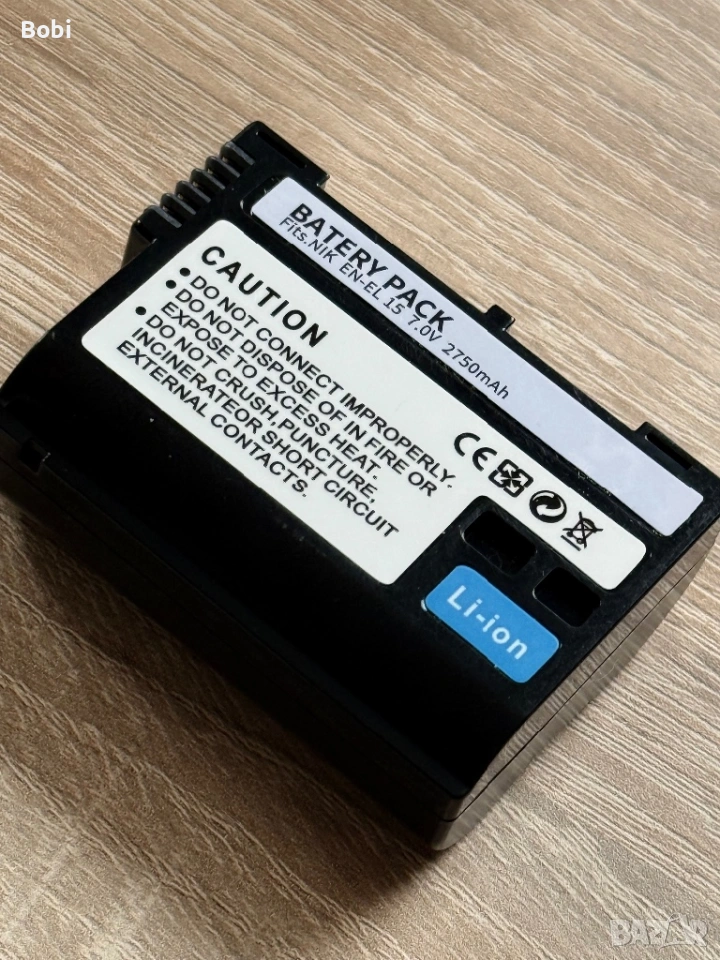 Bobi
BATERY PACK
Fits.NIK EN-EL 15 7.0V 2750mAh
CAUTION
• DO NOT CONNECT IMPROPERLY.
• DO NOT DISPOSE OF IN FIRE OR
EXPOSE TO EXCESS HEAT.
• DO NOT CRUSH, PUNCTURE,
INCINERATEOR SHORT CIRCUIT
EXTERNAL CONTACTS.
CE
Li-ion
BAZAR